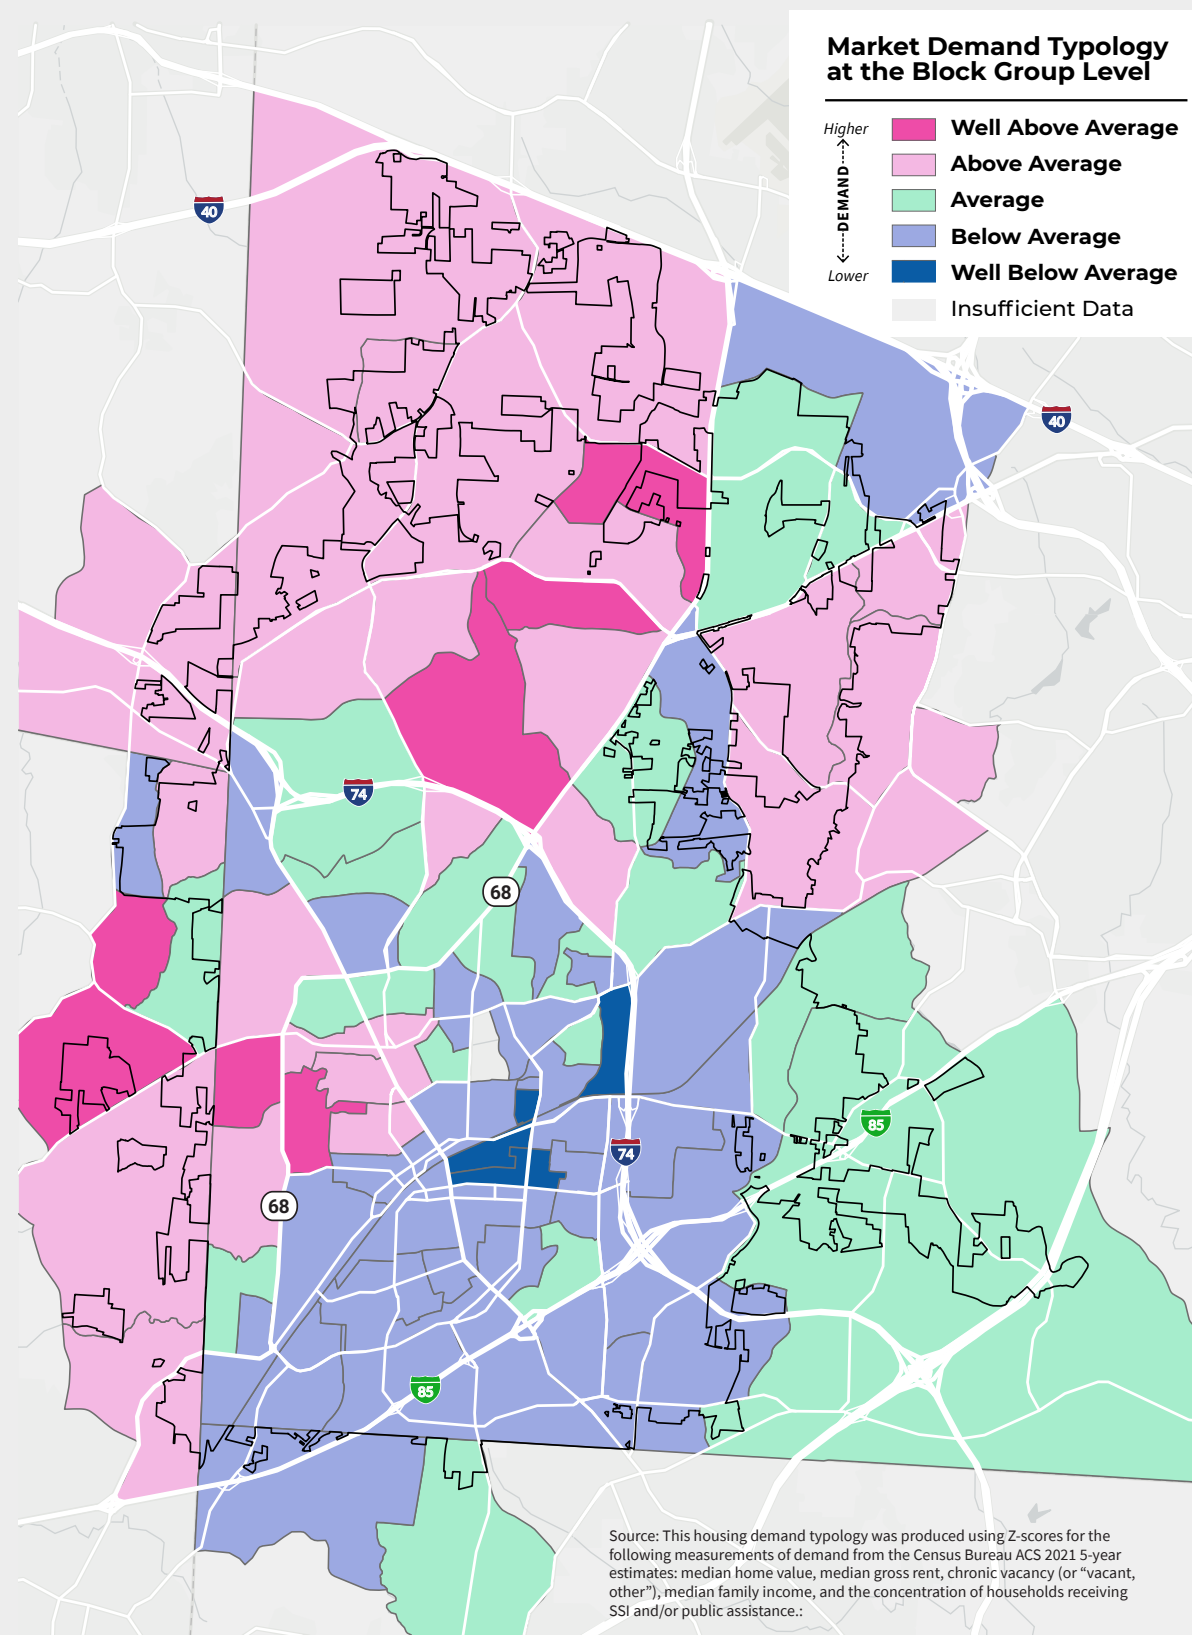 Market Demand Typology
at the Block Group Level
Higher
DEMAND
Lower
Well Above Average
Above Average
Average
Below Average
Well Below Average
Insufficient Data
40
40
74
68
85
74
68
85
Source: This housing demand typology was produced using Z-scores for the
following measurements of demand from the Census Bureau ACS 2021 5-year
estimates: median home value, median gross rent, chronic vacancy (or “vacant,
other”), median family income, and the concentration of households receiving
SSI and/or public assistance.: